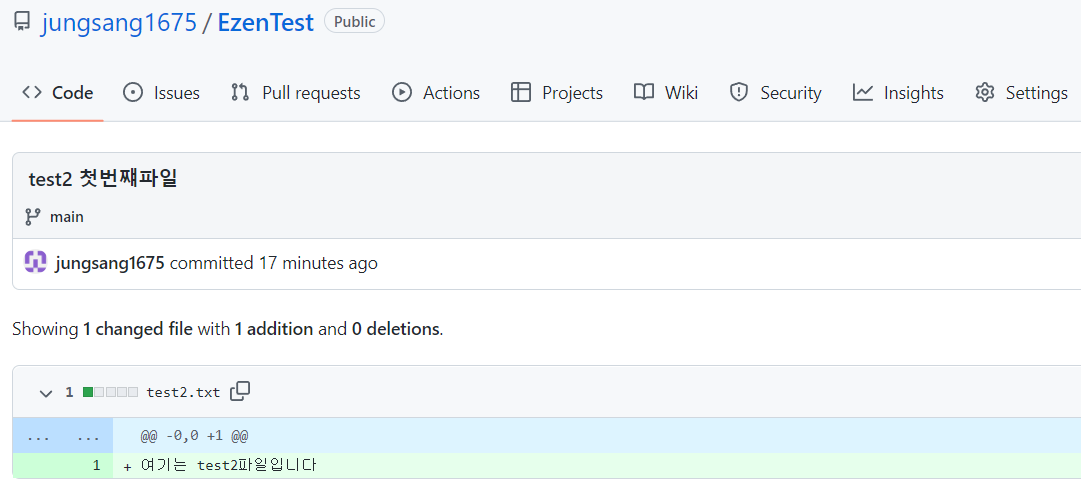 jungsang1675 / EzenTest Public
Code Issues Pull requests Actions Projects Wiki Security Insights Settings
test2 첫번쨰파일
main
jungsang1675 committed 17 minutes ago
Showing 1 changed file with 1 addition and 0 deletions.
1 test2.txt
... ... @@ -0,0 +1 @@
1 + 여기는 test2파일입니다